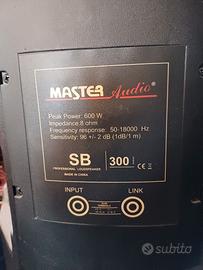 MASTER Audio®
Peak Power: 600 W
Impedance:8 ohm
Frequency response: 50-18000 Hz
Sensitivity: 96 +/- 2 dB (1dB/1 m)
SB 300 CE
PROFESSIONAL LOUDSPEAKER
MADE IN CHINA
INPUT LINK
subito